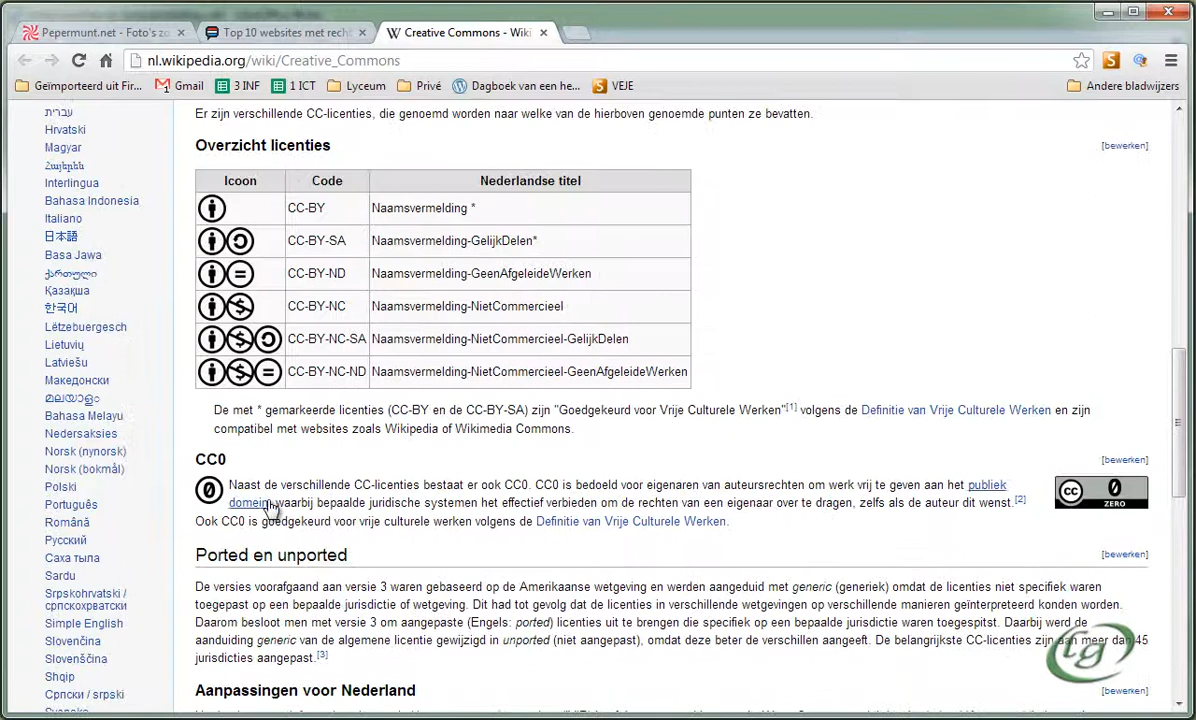 Pepermunt.net - Foto's zo
Top 10 websites met rech
Creative Commons - Wiki
nl.wikipedia.org/wiki/Creative_Commons
Geïmporteerd uit Fir...
Gmail
3 INF
1 ICT
Lyceum
Privé
Dagboek van een he...
VEJE
Andere bladwijzers
עברית
Hrvatski
Magyar
Հայերեն
Interlingua
Bahasa Indonesia
Italiano
日本語
Basa Jawa
ქართული
Қазақша
한국어
Lëtzebuergesch
Lietuvių
Latviešu
Македонски
മലയാളം
Bahasa Melayu
Nedersaksies
Norsk (nynorsk)
Norsk (bokmål)
Polski
Português
Română
Русский
Саха тыла
Sardu
Srpskohrvatski /
српскохрватски
Simple English
Slovenčina
Slovenščina
Shqip
Српски / srpski
Er zijn verschillende CC-licenties, die genoemd worden naar welke van de hierboven genoemde punten ze bevatten.
Overzicht licenties [bewerken]
Icoon Code Nederlandse titel
CC-BY Naamsvermelding *
CC-BY-SA Naamsvermelding-GelijkDelen*
CC-BY-ND Naamsvermelding-GeenAfgeleideWerken
CC-BY-NC Naamsvermelding-NietCommercieel
CC-BY-NC-SA Naamsvermelding-NietCommercieel-GelijkDelen
CC-BY-NC-ND Naamsvermelding-NietCommercieel-GeenAfgeleideWerken
De met * gemarkeerde licenties (CC-BY en de CC-BY-SA) zijn "Goedgekeurd voor Vrije Culturele Werken"[1] volgens de Definitie van Vrije Culturele Werken en zijn
compatibel met websites zoals Wikipedia of Wikimedia Commons.
CC0 [bewerken]
Naast de verschillende CC-licenties bestaat er ook CC0. CC0 is bedoeld voor eigenaren van auteursrechten om werk vrij te geven aan het publiek
domein waarbij bepaalde juridische systemen het effectief verbieden om de rechten van een eigenaar over te dragen, zelfs als de auteur dit wenst.[2]
Ook CC0 is goedgekeurd voor vrije culturele werken volgens de Definitie van Vrije Culturele Werken.
cc 0
ZERO
Ported en unported [bewerken]
De versies voorafgaand aan versie 3 waren gebaseerd op de Amerikaanse wetgeving en werden aangeduid met generic (generiek) omdat de licenties niet specifiek waren
toegepast op een bepaalde jurisdictie of wetgeving. Dit had tot gevolg dat de licenties in verschillende wetgevingen op verschillende manieren geïnterpreteerd konden worden.
Daarom besloot men met versie 3 om aangepaste (Engels: ported) licenties uit te brengen die specifiek op een bepaalde jurisdictie waren toegespitst. Daarbij werd de
aanduiding generic van de algemene licentie gewijzigd in unported (niet aangepast), omdat deze beter de verschillen aangeeft. De belangrijkste CC-licenties zijn aan meer dan 45
jurisdicties aangepast.[3]
lg
Aanpassingen voor Nederland [bewerken]